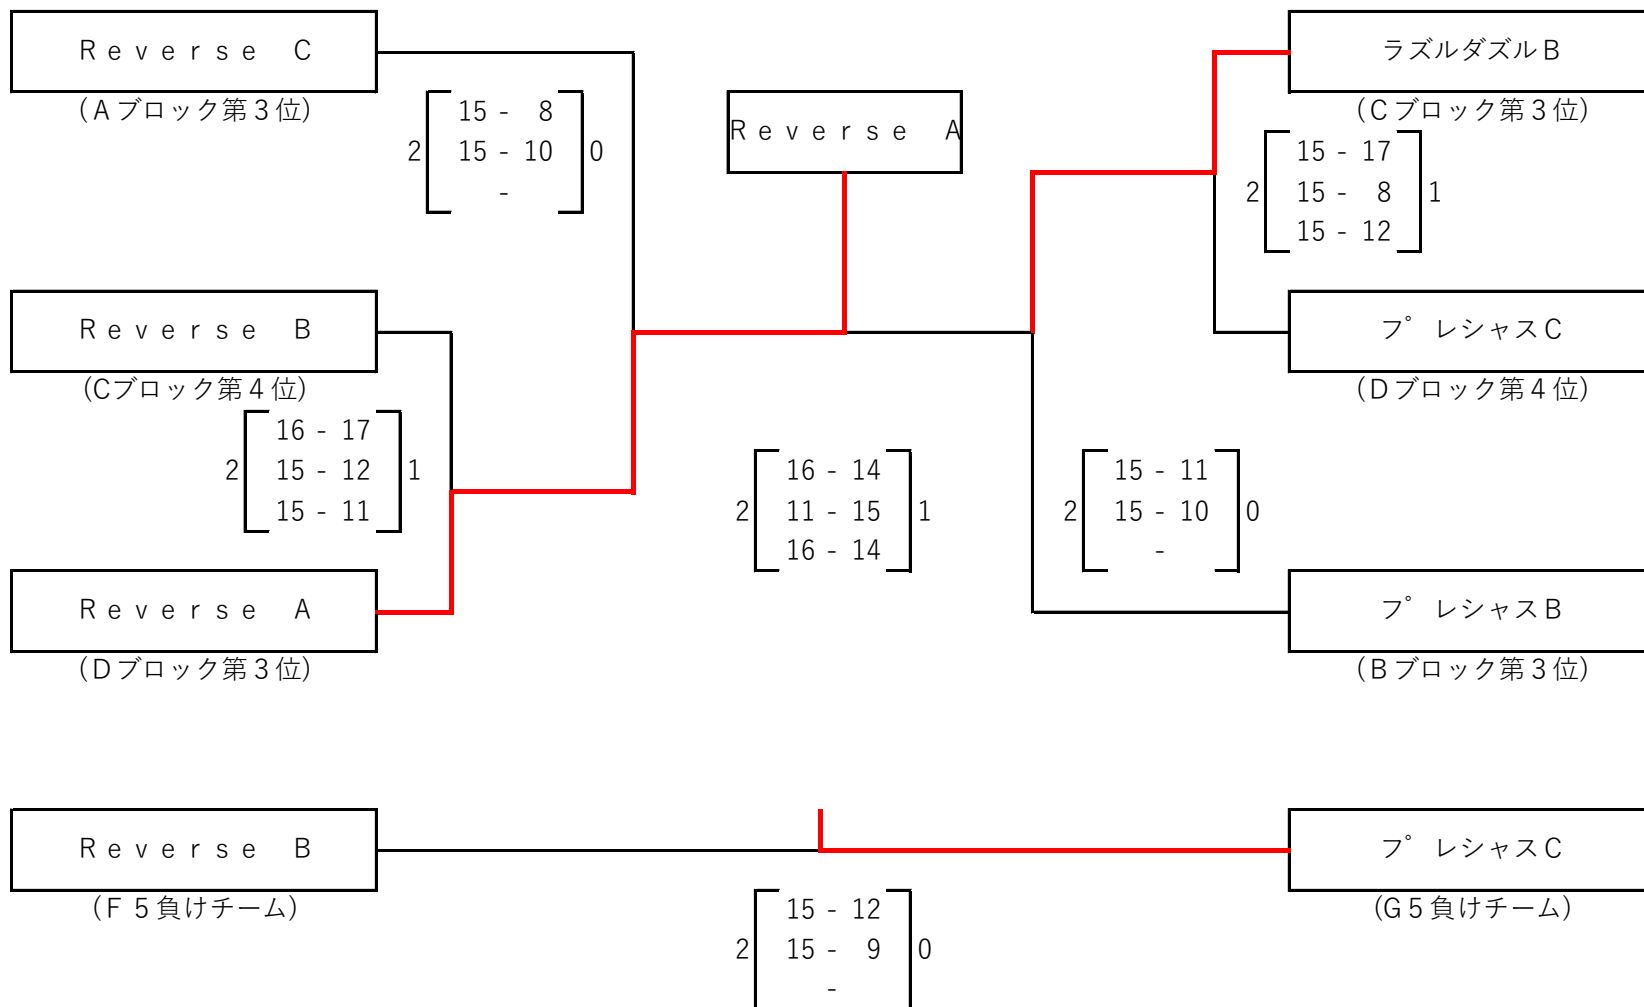 Reverse C
(Aブロック第3位)
15 - 8
2 15 - 10 0
-
Reverse A
ラズルダズルB
(Cブロック第3位)
15 - 17
2 15 - 8 1
15 - 12
Reverse B
(Cブロック第4位)
16 - 17
2 15 - 12 1
15 - 11
プレシャスC
(Dブロック第4位)
16 - 14
2 11 - 15 1
16 - 14
15 - 11
2 15 - 10 0
-
Reverse A
(Dブロック第3位)
プレシャスB
(Bブロック第3位)
Reverse B
(F5負けチーム)
プレシャスC
(G5負けチーム)
15 - 12
2 15 - 9 0
-